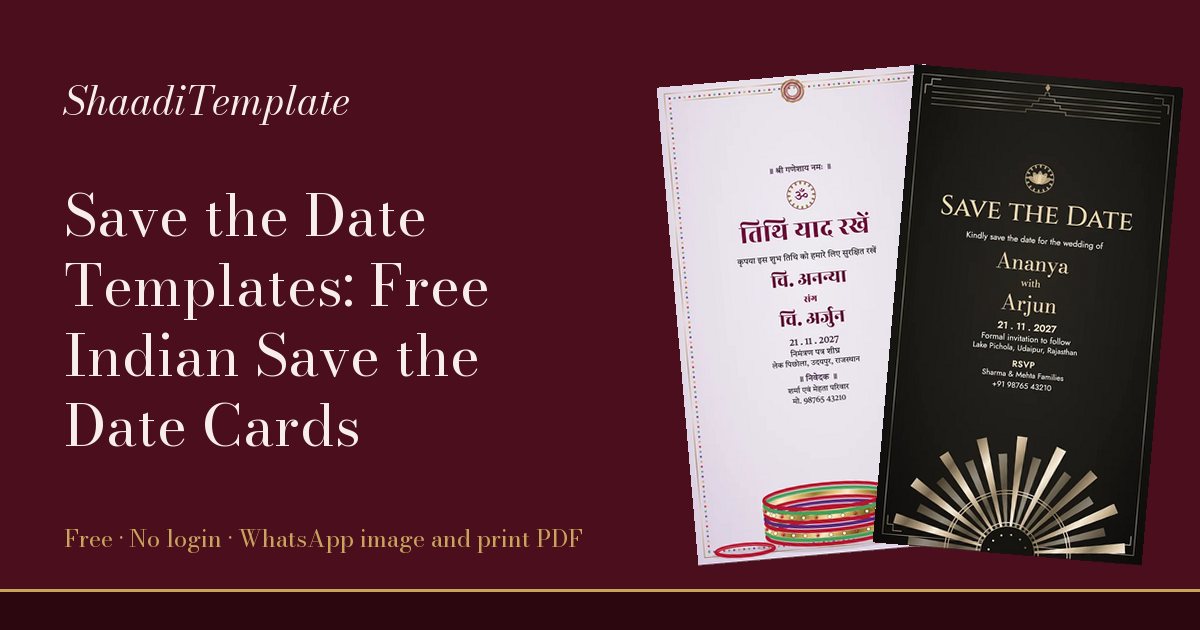 ShaadiTemplate
Save the Date
Templates: Free
Indian Save the
Date Cards
Free · No login · WhatsApp image and print PDF
॥ श्री गणेशाय नमः ॥
ॐ
तिथि याद रखें
कृपया इस शुभ तिथि को हमारे लिए सुरक्षित रखें
चि. अनन्या
संग
चि. अर्जुन
21 . 11 . 2027
निमंत्रण पत्र शीघ्र
लेक पिछोला, उदयपुर, राजस्थान
॥ निवेदक ॥
शर्मा एवं मेहता परिवार
मो. 98765 43210
SAVE THE DATE
Kindly save the date for the wedding of
Ananya
with
Arjun
21 . 11 . 2027
Formal invitation to follow
Lake Pichola, Udaipur, Rajasthan
RSVP
Sharma & Mehta Families
+91 98765 43210